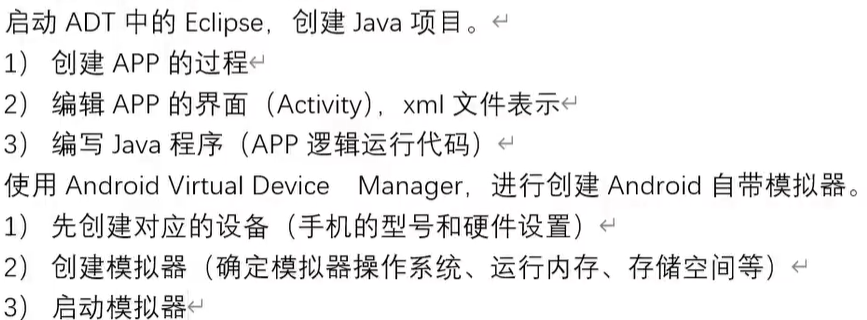 启动 ADT 中的 Eclipse，创建 Java 项目。
1） 创建 APP 的过程
2） 编辑 APP 的界面（Activity），xml 文件表示
3） 编写 Java 程序（APP 逻辑运行代码）
使用 Android Virtual Device Manager，进行创建 Android 自带模拟器。
1） 先创建对应的设备（手机的型号和硬件设置）
2） 创建模拟器（确定模拟器操作系统、运行内存、存储空间等）
3） 启动模拟器